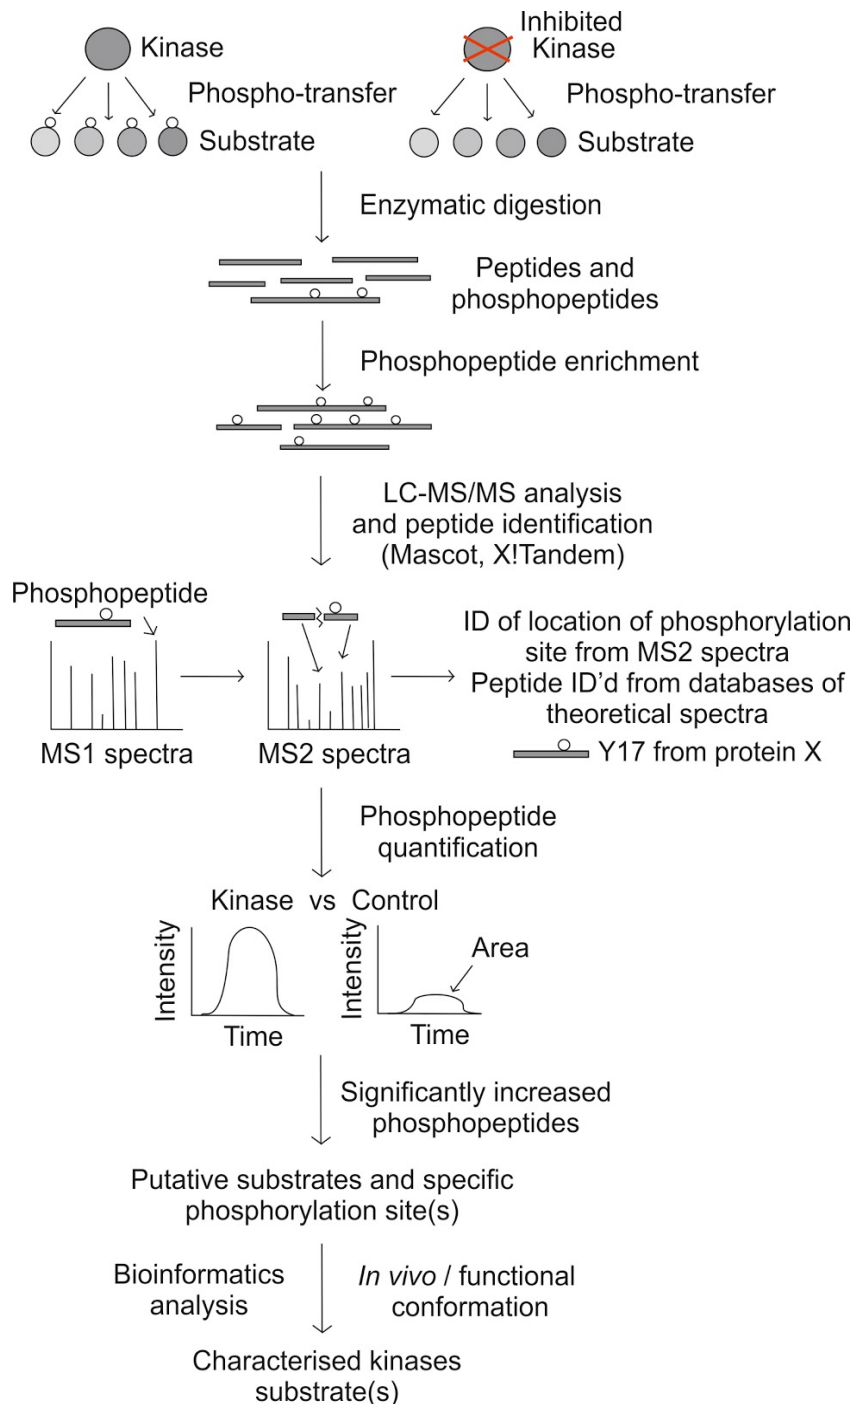 Kinase
Inhibited
Kinase
Phospho-transfer
Phospho-transfer
Substrate
Substrate
Enzymatic digestion
Peptides and
phosphopeptides
Phosphopeptide enrichment
LC-MS/MS analysis
and peptide identification
(Mascot, X!Tandem)
Phosphopeptide
MS1 spectra
MS2 spectra
ID of location of phosphorylation
site from MS2 spectra
Peptide ID'd from databases of
theoretical spectra
Y17 from protein X
Phosphopeptide
quantification
Kinase vs Control
Intensity
Time
Intensity
Area
Time
Significantly increased
phosphopeptides
Putative substrates and specific
phosphorylation site(s)
Bioinformatics
analysis
In vivo / functional
conformation
Characterised kinases
substrate(s)